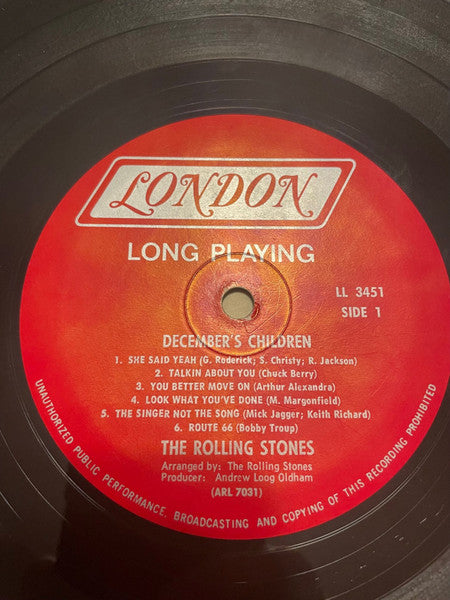 LONDON
LONG PLAYING
LL 3451
SIDE 1
DECEMBER'S CHILDREN
1. SHE SAID YEAH (G. Roderick; S. Christy; R. Jackson)
2. TALKIN ABOUT YOU (Chuck Berry)
3. YOU BETTER MOVE ON (Arthur Alexandra)
4. LOOK WHAT YOU'VE DONE (M. Margonfield)
5. THE SINGER NOT THE SONG (Mick Jagger; Keith Richard)
6. ROUTE 66 (Bobby Troup)
THE ROLLING STONES
Arranged by: The Rolling Stones
Producer: Andrew Loog Oldham
(ARL 7031)
UNAUTHORIZED PUBLIC PERFORMANCE, BROADCASTING AND COPYING OF THIS RECORDING PROHIBITED